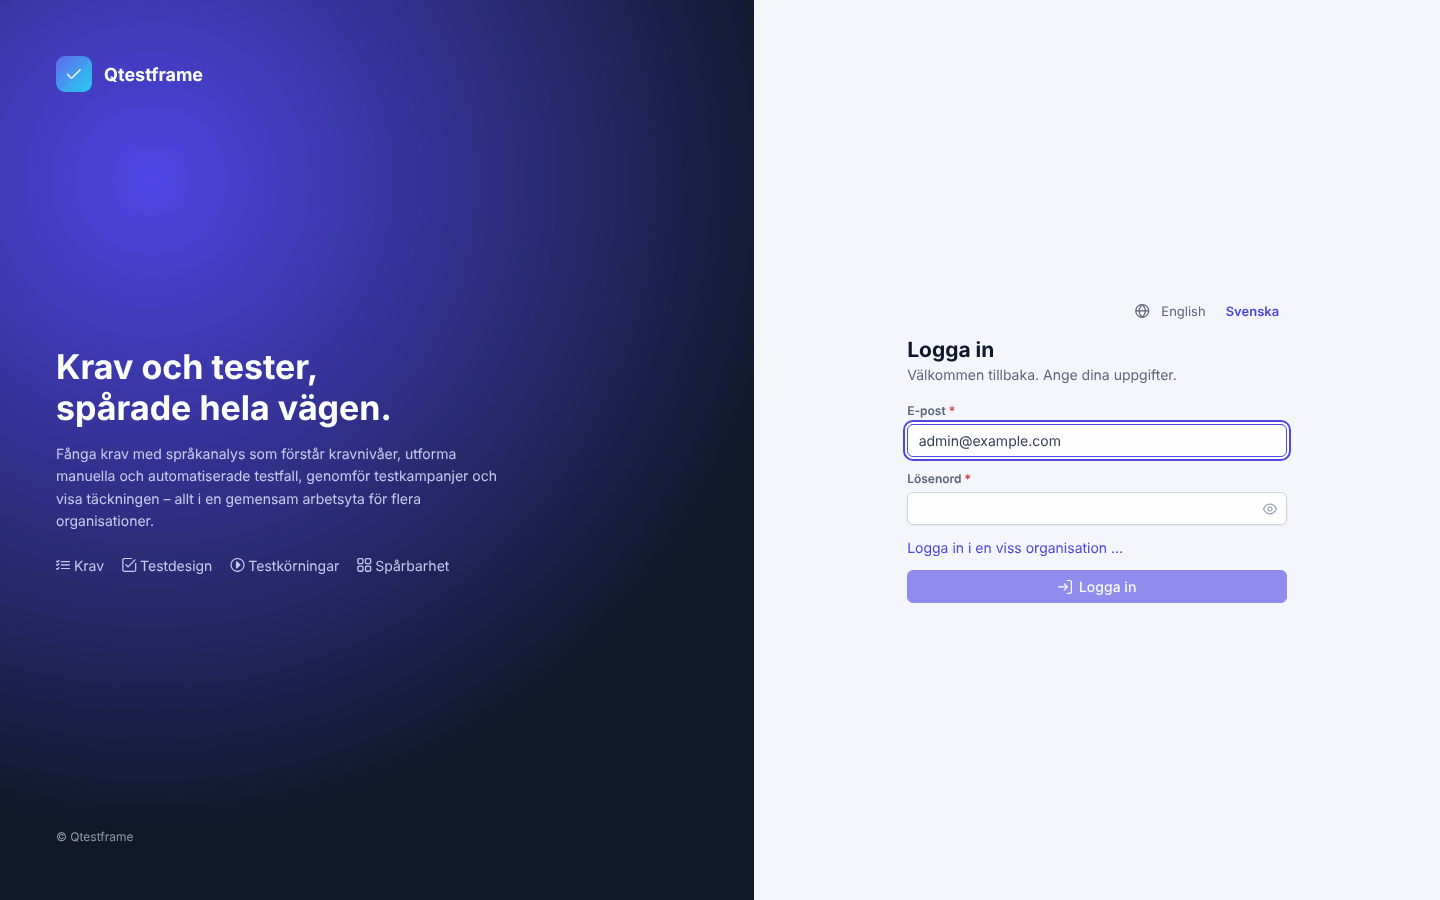 Qtestframe
Krav och tester,
spårade hela vägen.
Fånga krav med språkanalys som förstår kravnivåer, utforma
manuella och automatiserade testfall, genomför testkampanjer och
visa täckningen – allt i en gemensam arbetsyta för flera
organisationer.
Krav Testdesign Testkörningar Spårbarhet
© Qtestframe
English Svenska
Logga in
Välkommen tillbaka. Ange dina uppgifter.
E-post *
admin@example.com
Lösenord *
Logga in i en viss organisation ...
Logga in